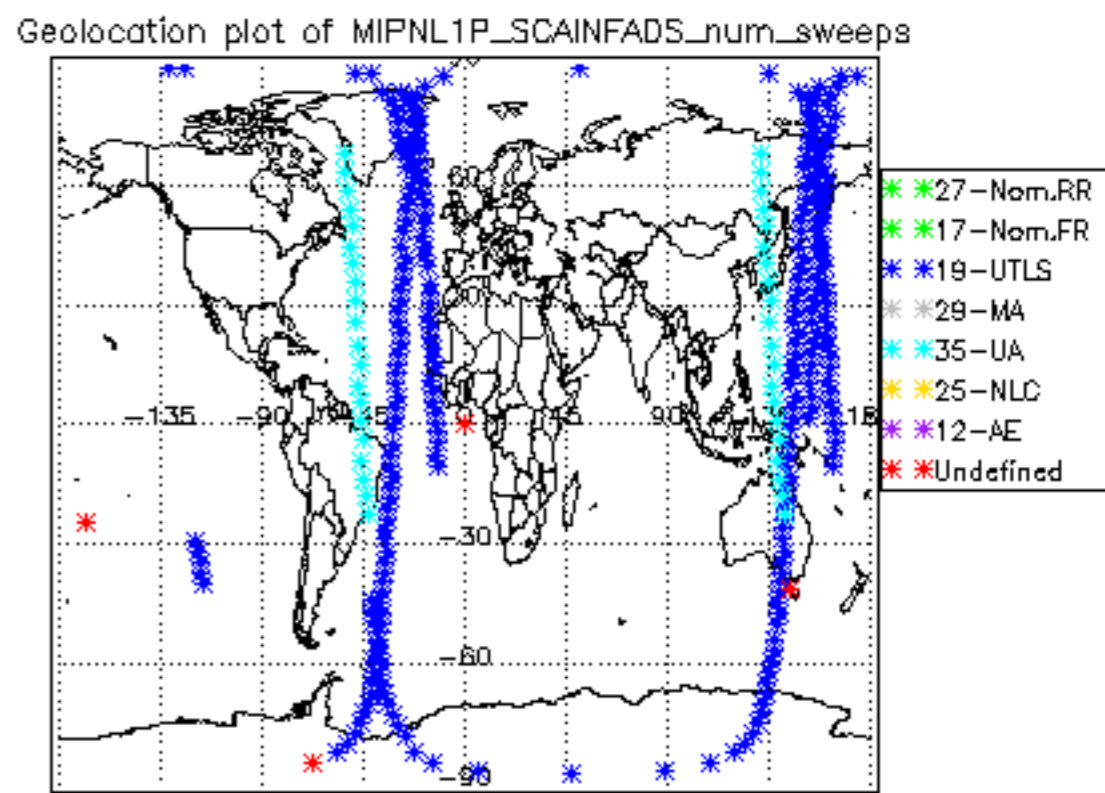 Geolocation plot of MIPNL1P_SCAINFADS_num_sweeps
60
27-Nom.RR
17-Nom.FR
19-UTLS
29-MA
35-UA
25-NLC
12-AE
Undefined
-135
-90
45
90
-30
-60
-90